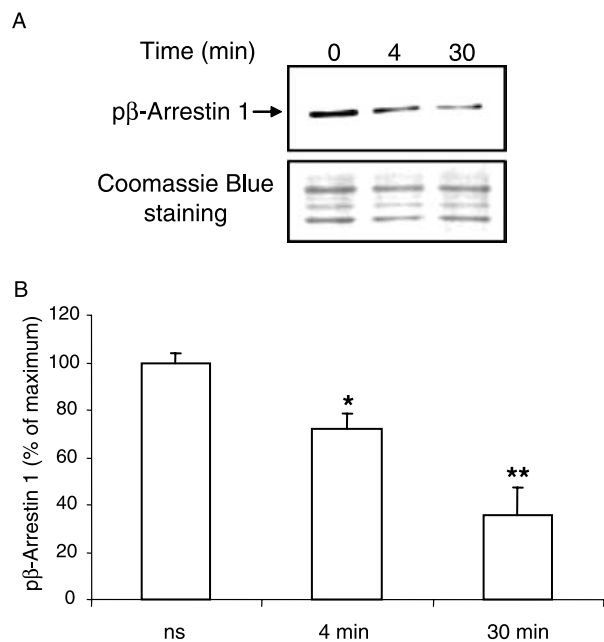 A
Time (min) 0 4 30
pβ-Arrestin 1
Coomassie Blue
staining
B
pβ-Arrestin 1 (% of maximum)
120
100
80
60
40
20
0
*
**
ns 4 min 30 min